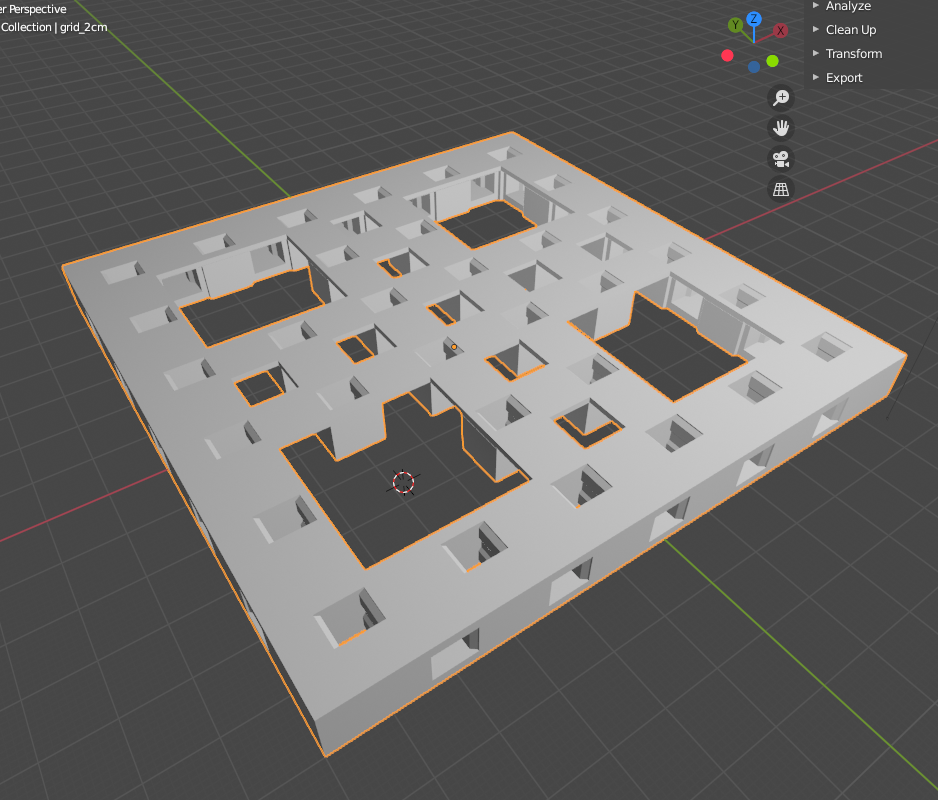 er Perspective
Collection | grid_2cm
Analyze
Clean Up
Transform
Export
Y
Z
X